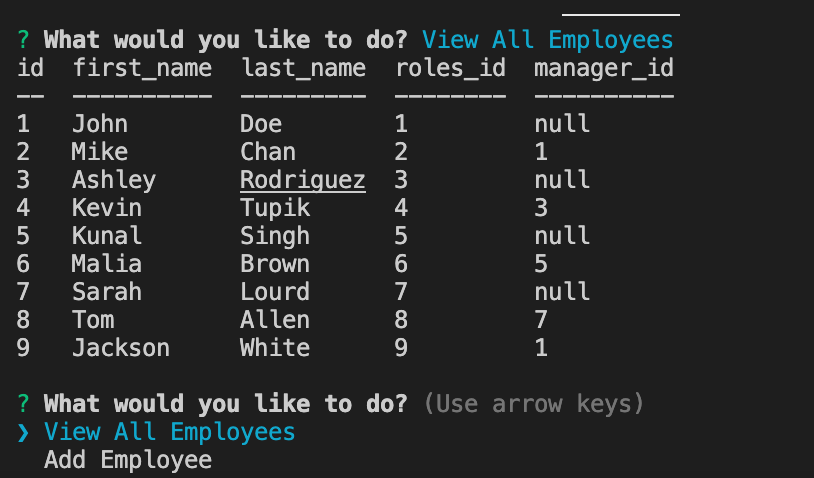 ? What would you like to do? View All Employees
id  first_name  last_name  roles_id  manager_id
--  ----------  ---------  --------  ----------
1   John        Doe        1         null
2   Mike        Chan       2         1
3   Ashley      Rodriguez  3         null
4   Kevin       Tupik      4         3
5   Kunal       Singh      5         null
6   Malia       Brown      6         5
7   Sarah       Lourd      7         null
8   Tom         Allen      8         7
9   Jackson     White      9         1
? What would you like to do? (Use arrow keys)
❯ View All Employees
  Add Employee